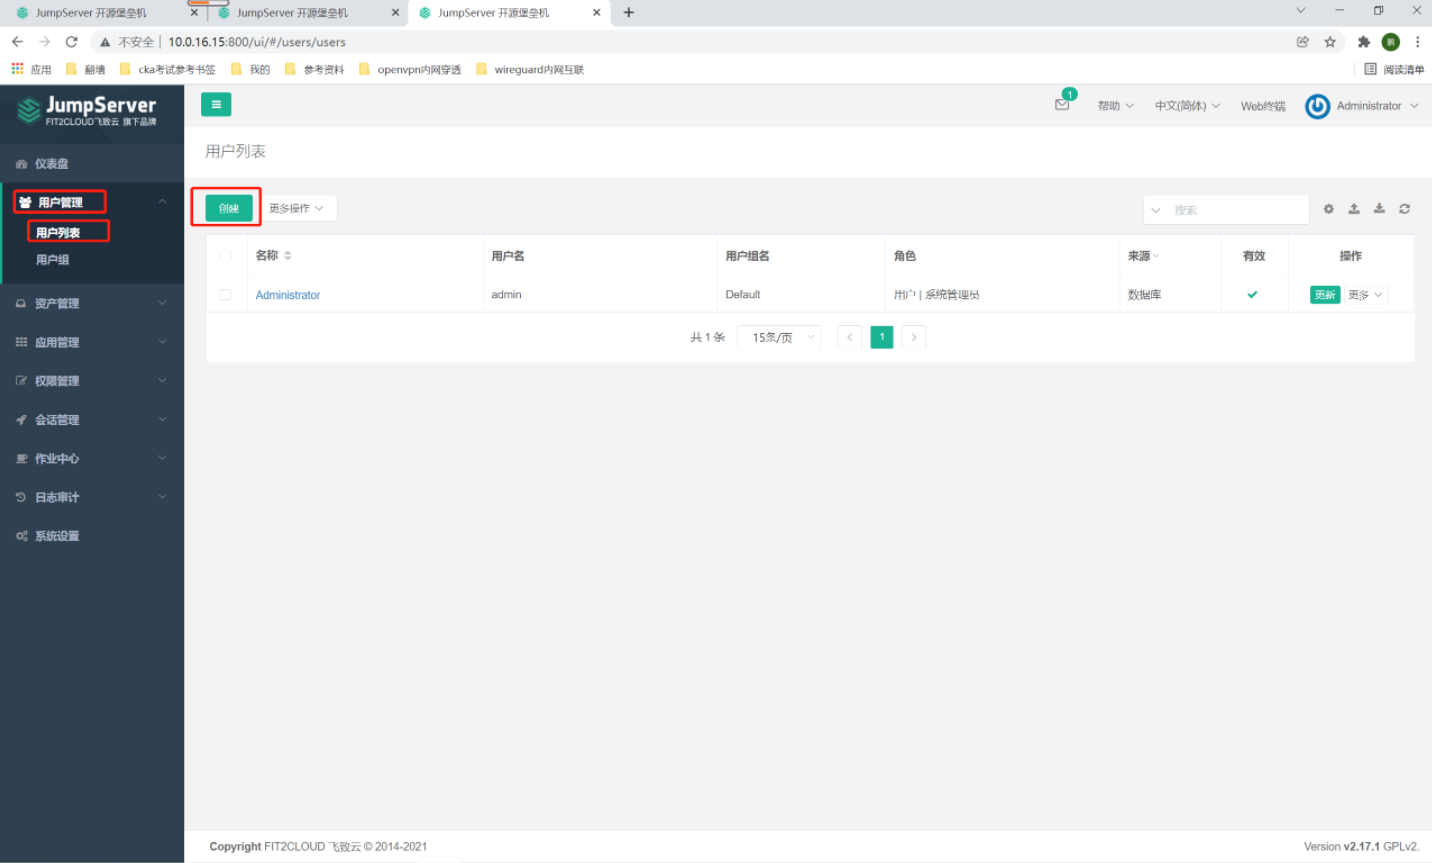 JumpServer 开源堡垒机
JumpServer 开源堡垒机
JumpServer 开源堡垒机
不安全
10.0.16.15:800/ui/#/users/users
鹏
应用
翻墙
cka考试参考书签
我的
参考资料
openvpn内网穿透
wireguard内网互联
阅读清单
JumpServer
FIT2CLOUD飞致云 旗下品牌
1
帮助
中文(简体)
Web终端
Administrator
仪表盘
用户管理
用户列表
用户组
资产管理
应用管理
权限管理
会话管理
作业中心
日志审计
系统设置
用户列表
创建
更多操作
搜索
名称
用户名
用户组名
角色
来源
有效
操作
Administrator
admin
Default
用户 | 系统管理员
数据库
更新
更多
共 1 条
15条/页
1
Copyright FIT2CLOUD 飞致云 © 2014-2021
Version v2.17.1 GPLv2.